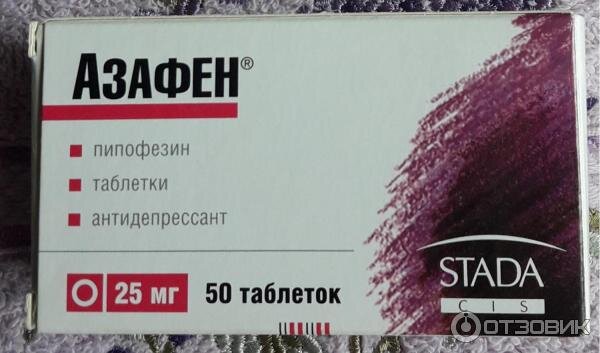 АЗАФЕН®
пипофезин
таблетки
антидепрессант
25 мг 50 таблеток
STADA
CIS
ОТЗОВИК